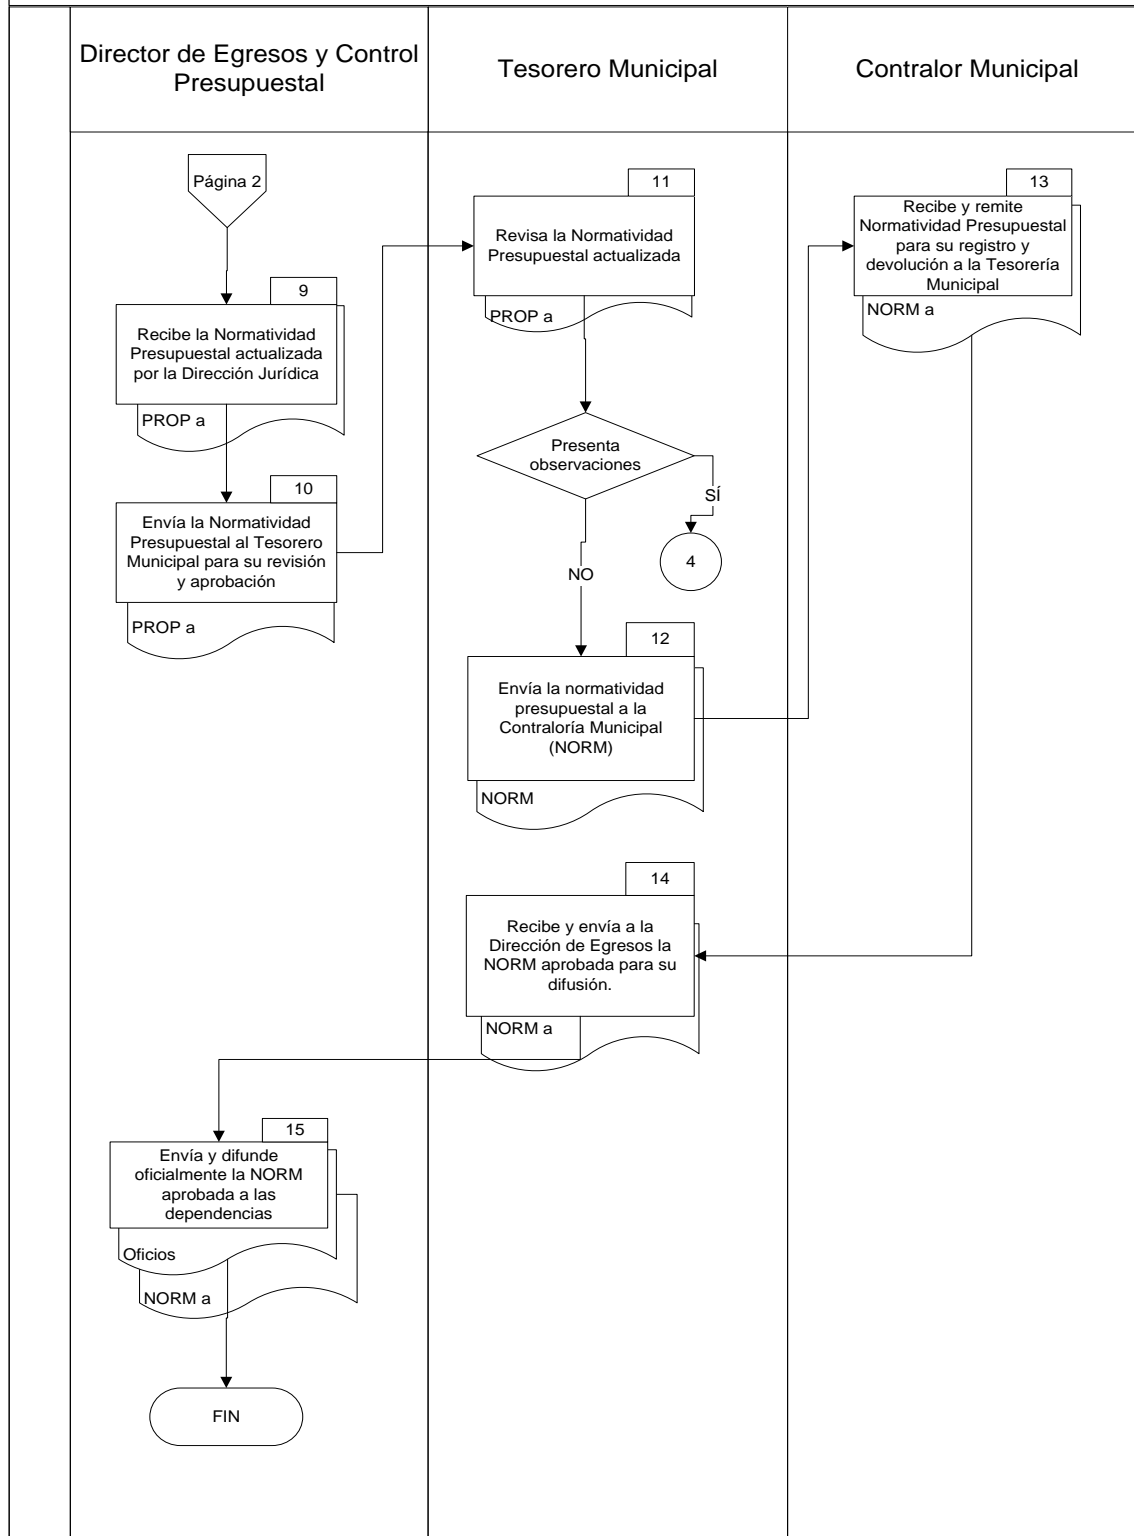 Director de Egresos y Control
Presupuestal
Tesorero Municipal
Contralor Municipal
Página 2
9
Recibe la Normatividad
Presupuestal actualizada
por la Dirección Jurídica
PROP a
10
Envía la Normatividad
Presupuestal al Tesorero
Municipal para su revisión
y aprobación
PROP a
11
Revisa la Normatividad
Presupuestal actualizada
PROP a
Presenta
observaciones
SÍ
4
NO
12
Envía la normatividad
presupuestal a la
Contraloría Municipal
(NORM)
NORM
13
Recibe y remite
Normatividad Presupuestal
para su registro y
devolución a la Tesorería
Municipal
NORM a
14
Recibe y envía a la
Dirección de Egresos la
NORM aprobada para su
difusión.
NORM a
15
Envía y difunde
oficialmente la NORM
aprobada a las
dependencias
Oficios
NORM a
FIN